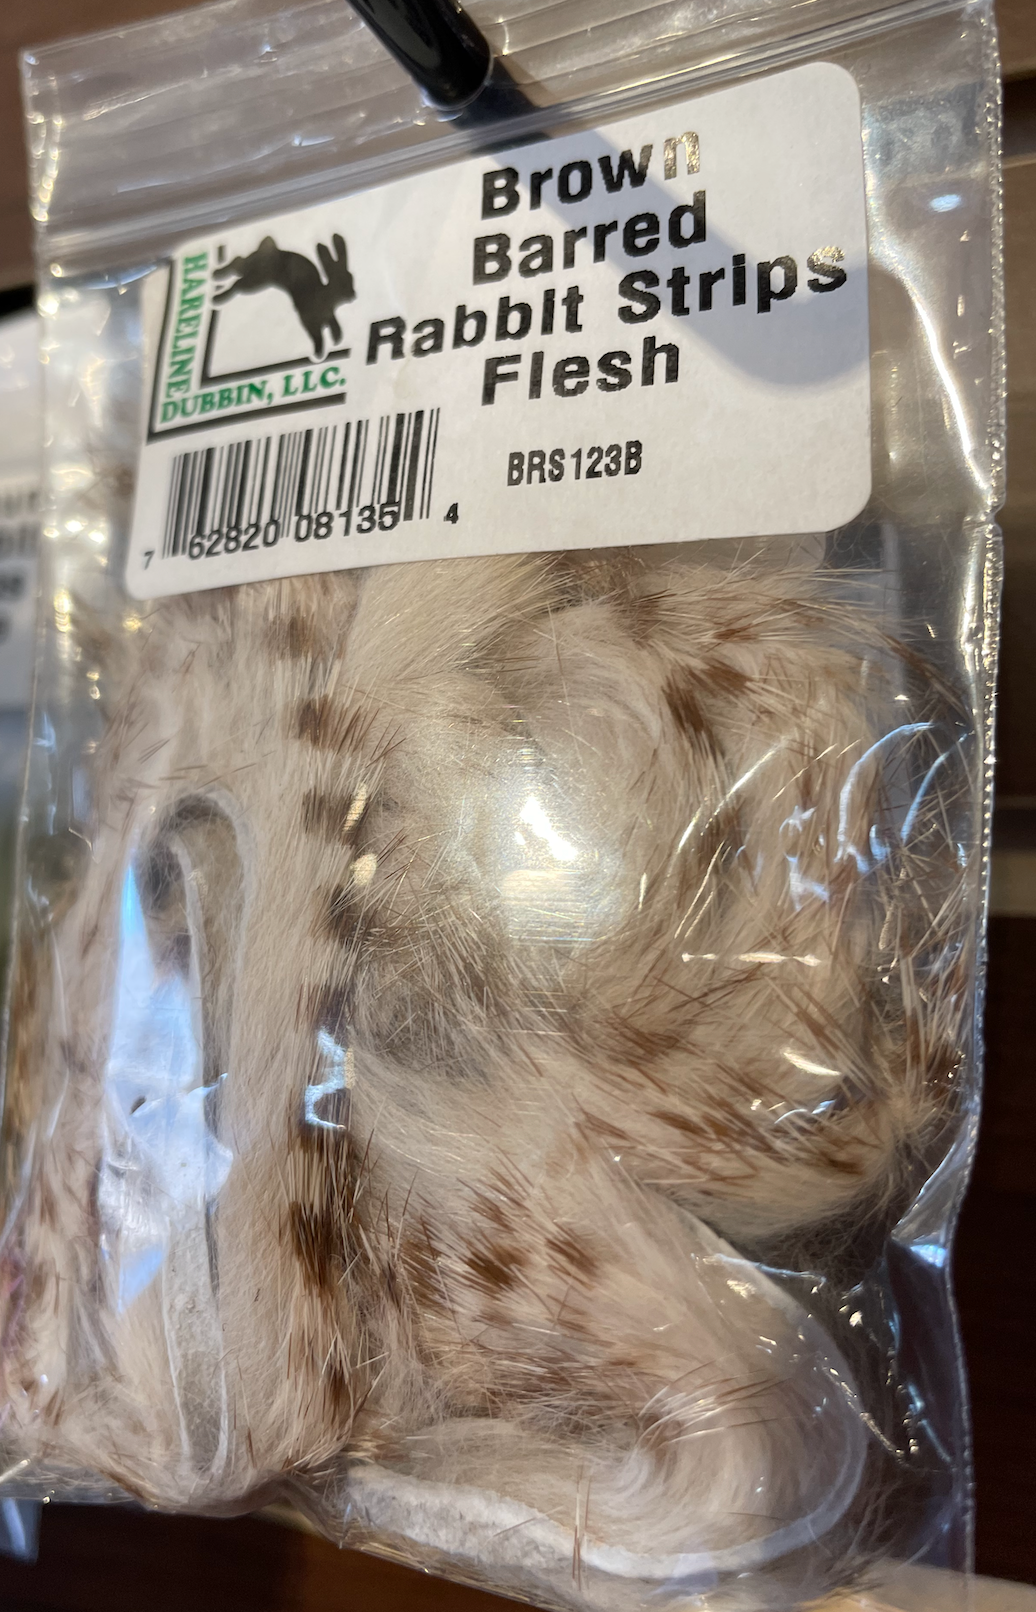 Brown
Barred
Rabbit Strips
Flesh
HARELINE
DUBBIN, LLC.
BRS123B
7 62820 08135 4